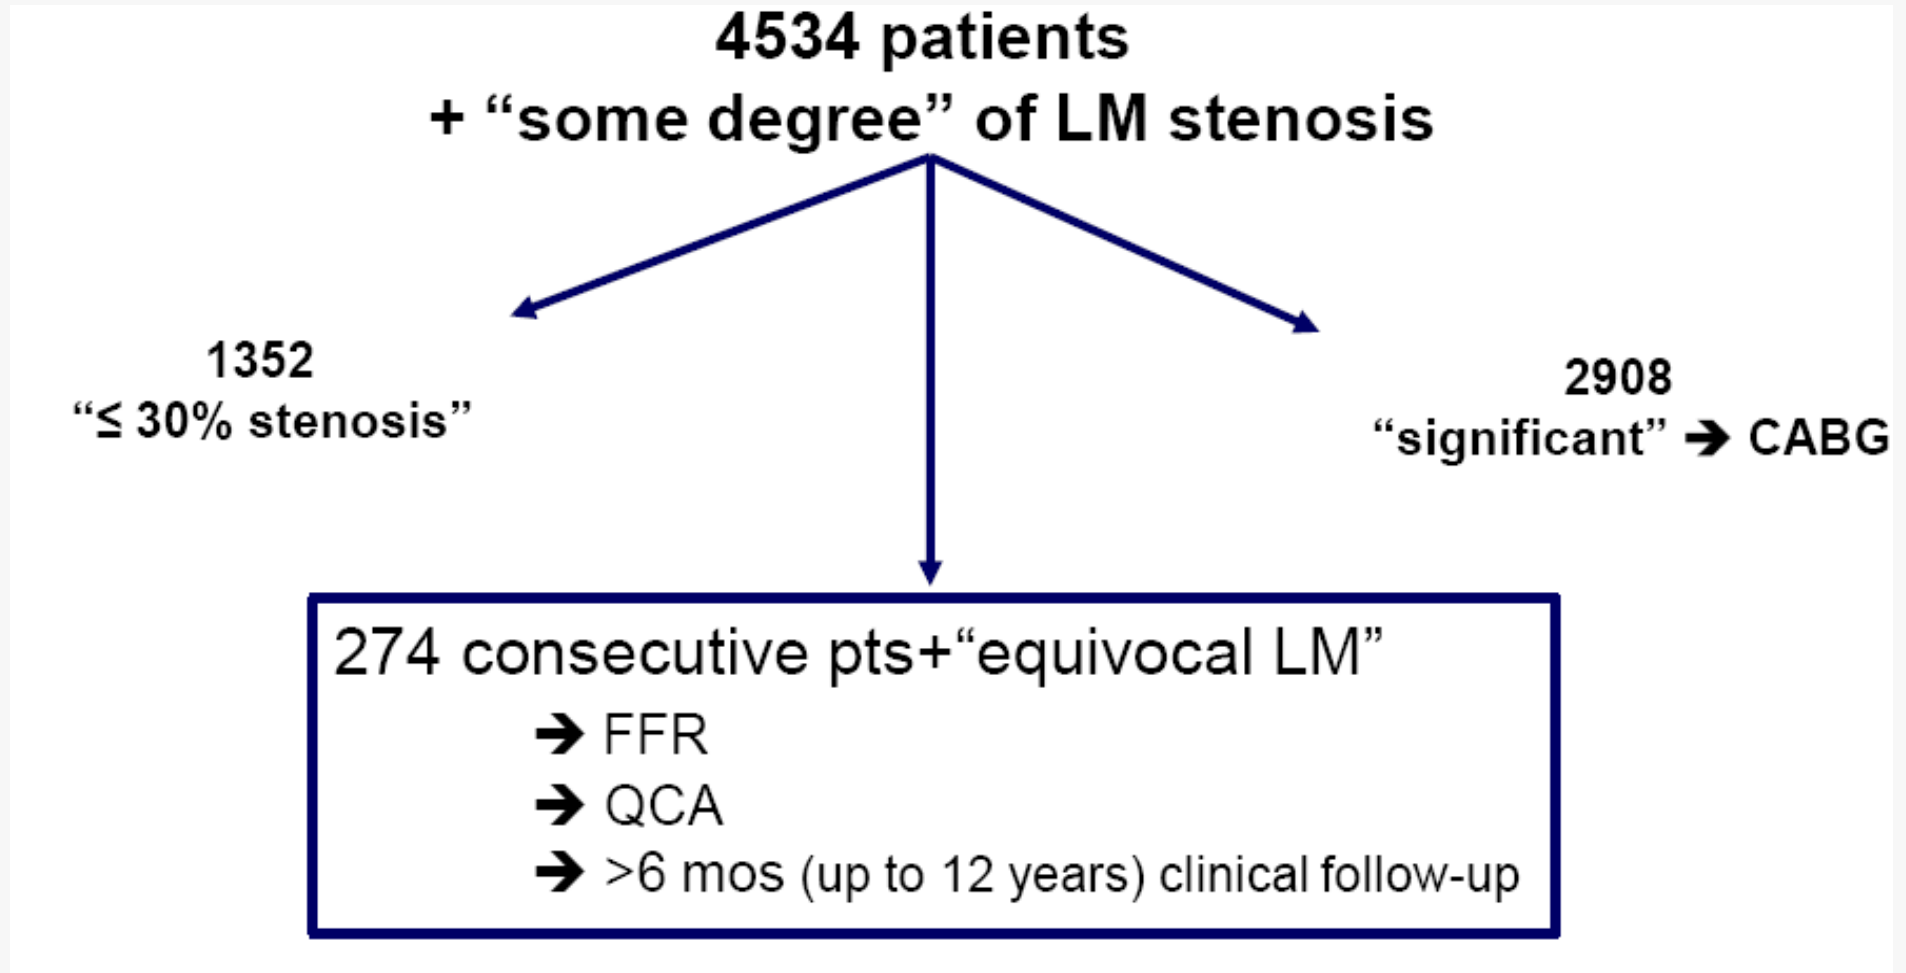 4534 patients
+ “some degree” of LM stenosis
1352
“≤ 30% stenosis”
2908
“significant” ➔ CABG
274 consecutive pts+“equivocal LM”
➔ FFR
➔ QCA
➔ >6 mos (up to 12 years) clinical follow-up